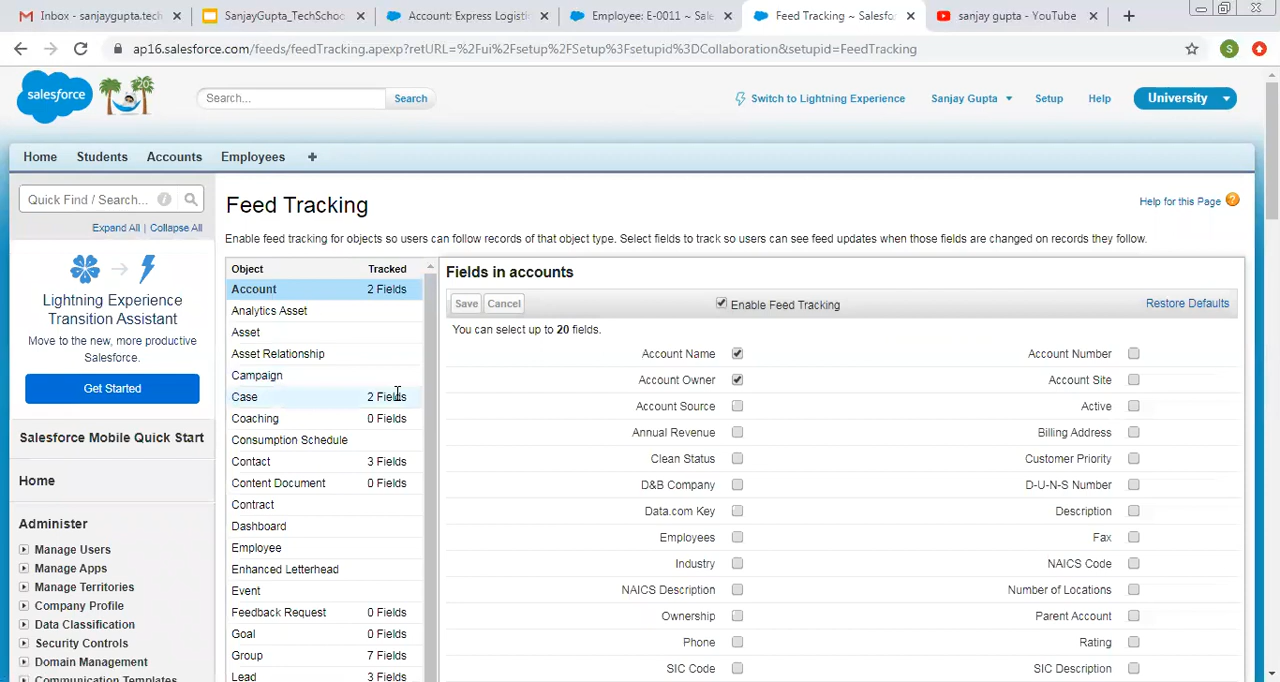 Inbox - sanjaygupta.tech
SanjayGupta_TechSchoo
Account: Express Logisti
Employee: E-0011 ~ Sale
Feed Tracking ~ Salesfo
sanjay gupta - YouTube
ap16.salesforce.com/feeds/feedTracking.apexp?retURL=%2Fui%2Fsetup%2FSetup%3Fsetupid%3DCollaboration&setupid=FeedTracking
S
salesforce
20
Search...
Search
Switch to Lightning Experience
Sanjay Gupta
Setup
Help
University
Home
Students
Accounts
Employees
+
Quick Find / Search...
Expand All | Collapse All
Lightning Experience
Transition Assistant
Move to the new, more productive
Salesforce.
Get Started
Salesforce Mobile Quick Start
Home
Administer
Manage Users
Manage Apps
Manage Territories
Company Profile
Data Classification
Security Controls
Domain Management
Communication Templates
Feed Tracking
Help for this Page
Enable feed tracking for objects so users can follow records of that object type. Select fields to track so users can see feed updates when those fields are changed on records they follow.
Object Tracked
Account 2 Fields
Analytics Asset
Asset
Asset Relationship
Campaign
Case 2 Fields
Coaching 0 Fields
Consumption Schedule
Contact 3 Fields
Content Document 0 Fields
Contract
Dashboard
Employee
Enhanced Letterhead
Event
Feedback Request 0 Fields
Goal 0 Fields
Group 7 Fields
Lead 3 Fields
Fields in accounts
Save Cancel
Enable Feed Tracking
Restore Defaults
You can select up to 20 fields.
Account Name Account Number
Account Owner Account Site
Account Source Active
Annual Revenue Billing Address
Clean Status Customer Priority
D&B Company D-U-N-S Number
Data.com Key Description
Employees Fax
Industry NAICS Code
NAICS Description Number of Locations
Ownership Parent Account
Phone Rating
SIC Code SIC Description